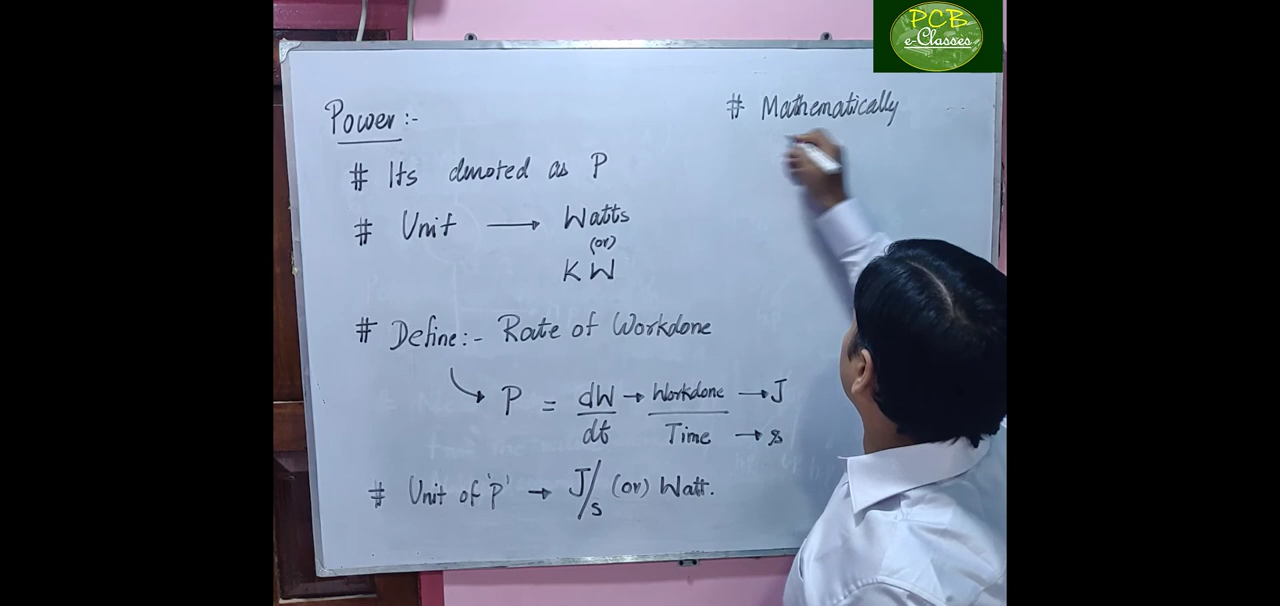 PCB
e-Classes
Power:-
# Its denoted as P
# Unit → Watts
(or)
KW
# Define:- Rate of Workdone
P = dW/dt → Workdone/Time → J
→ s
# Unit of 'P' → J/s (or) Watt.
# Mathematically